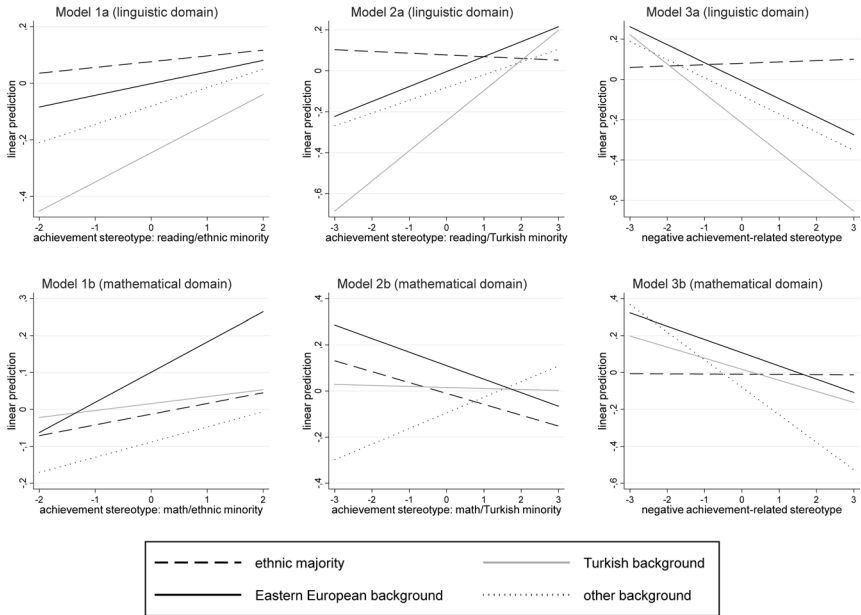 Model 1a (linguistic domain)
linear prediction
.2
0
-.2
-.4
-2 -1 0 1 2
achievement stereotype: reading/ethnic minority
Model 2a (linguistic domain)
linear prediction
.2
0
-.2
-.4
-.6
-3 -2 -1 0 1 2 3
achievement stereotype: reading/Turkish minority
Model 3a (linguistic domain)
linear prediction
.4
.2
0
-.2
-.4
-.6
-3 -2 -1 0 1 2 3
negative achievement-related stereotype
Model 1b (mathematical domain)
linear prediction
.3
.2
.1
0
-.1
-.2
-2 -1 0 1 2
achievement stereotype: math/ethnic minority
Model 2b (mathematical domain)
linear prediction
.4
.2
0
-.2
-.4
-3 -2 -1 0 1 2 3
achievement stereotype: math/Turkish minority
Model 3b (mathematical domain)
linear prediction
.4
.2
0
-.2
-.4
-.6
-3 -2 -1 0 1 2 3
negative achievement-related stereotype
ethnic majority
Turkish background
Eastern European background
other background